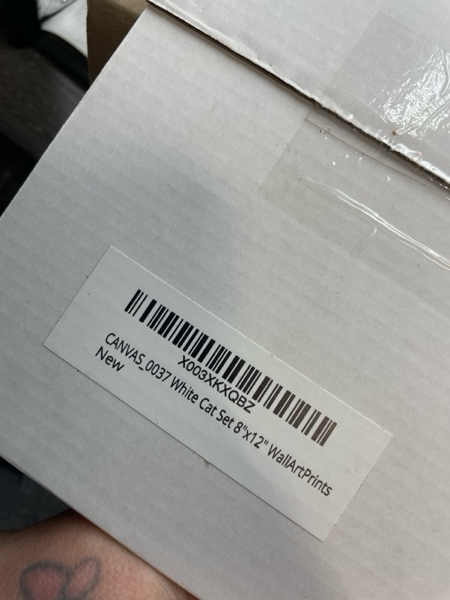 X003XKXQBZ
CANVAS_0037 White Cat Set 8"x12" WallArtPrints
New